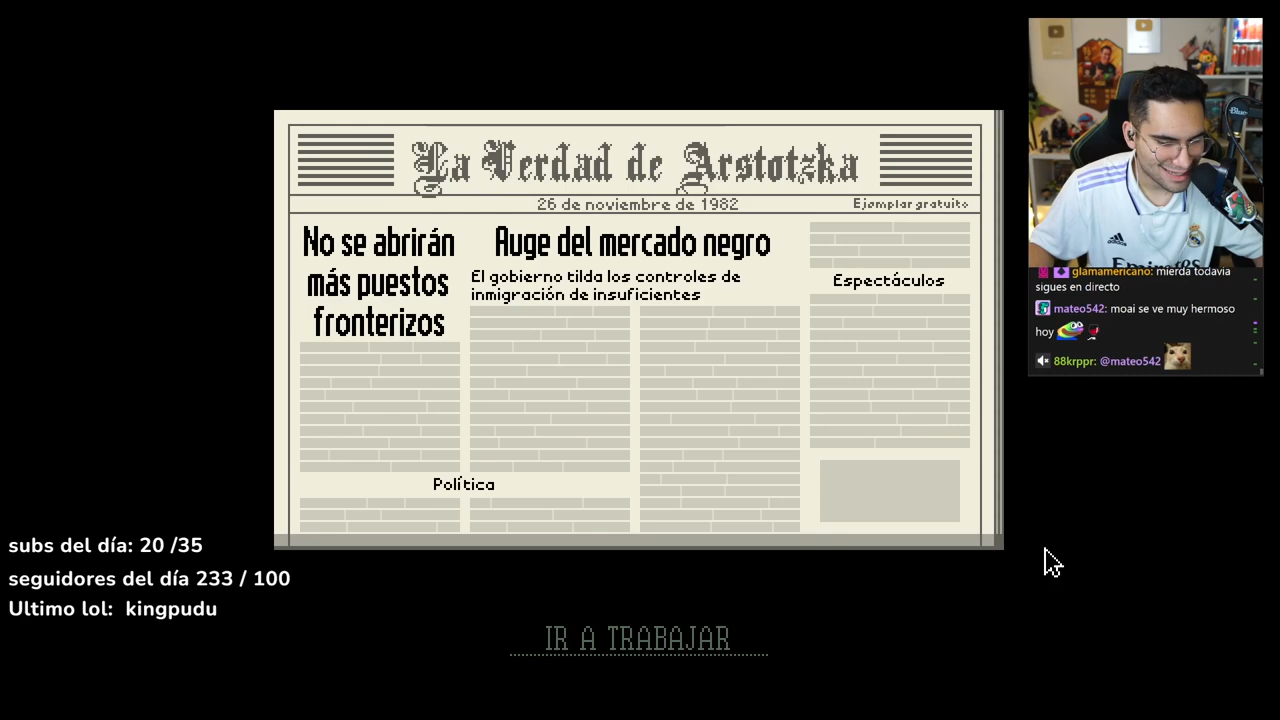 La Verdad de Arstotzka
26 de noviembre de 1982
Ejemplar gratuito
No se abrirán
más puestos
fronterizos
Auge del mercado negro
El gobierno tilda los controles de
inmigración de insuficientes
Espectáculos
Política
IR A TRABAJAR
subs del día: 20 /35
seguidores del día 233 / 100
Ultimo lol: kingpudu
glamamericano: mierda todavia
sigues en directo
mateo542: moai se ve muy hermoso
hoy
88krppr: @mateo542
adidas
Blue